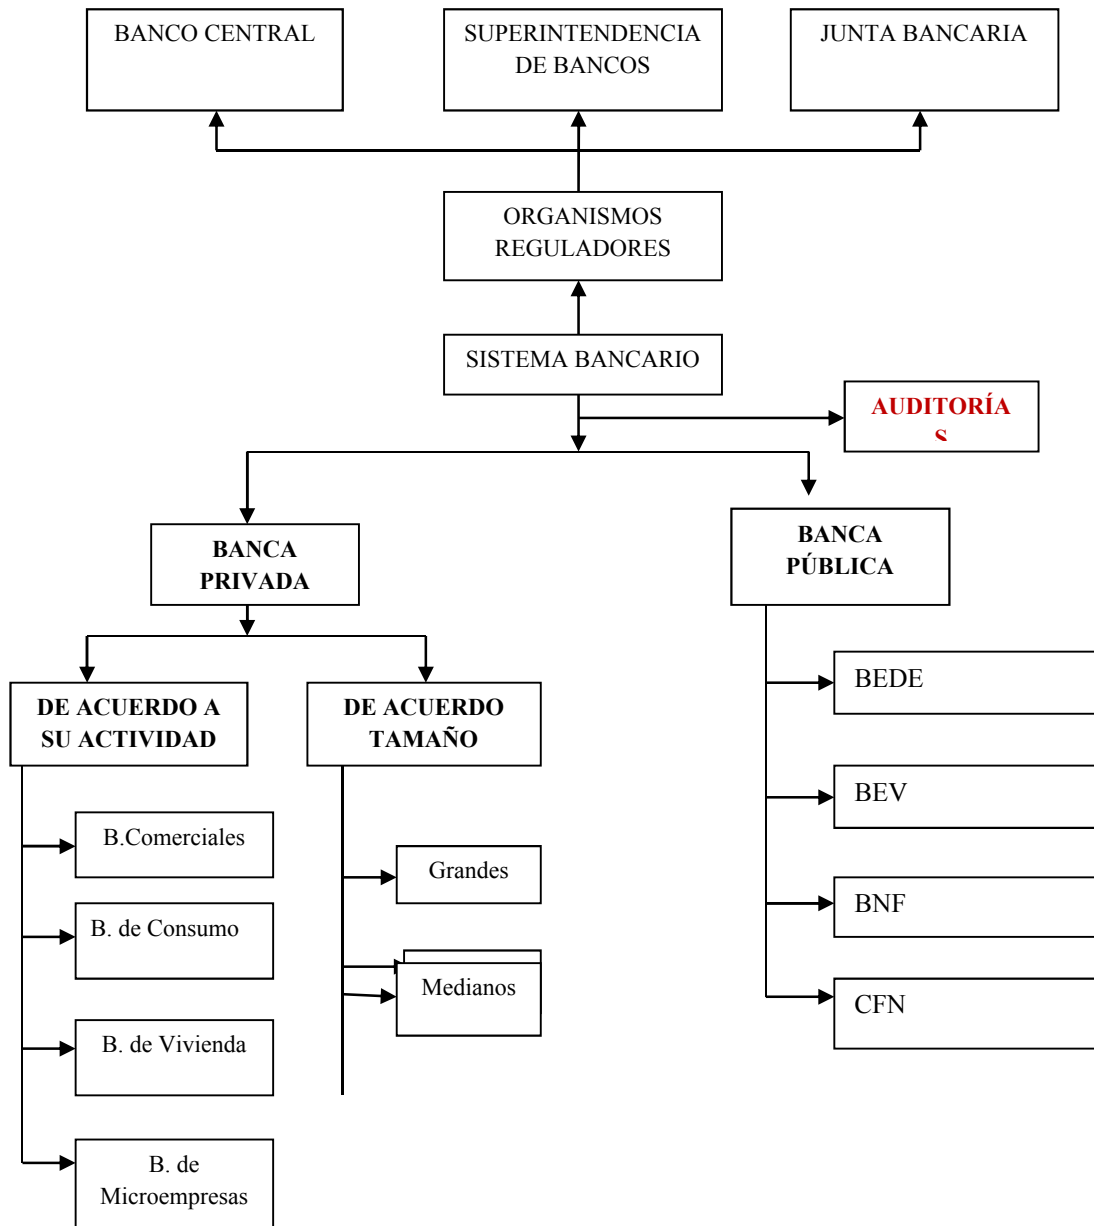 BANCO CENTRAL
SUPERINTENDENCIA
DE BANCOS
JUNTA BANCARIA
ORGANISMOS
REGULADORES
SISTEMA BANCARIO
AUDITORÍA
S
BANCA
PRIVADA
BANCA
PÚBLICA
DE ACUERDO A
SU ACTIVIDAD
DE ACUERDO
TAMAÑO
B.Comerciales
B. de Consumo
B. de Vivienda
B. de
Microempresas
Grandes
Medianos
BEDE
BEV
BNF
CFN